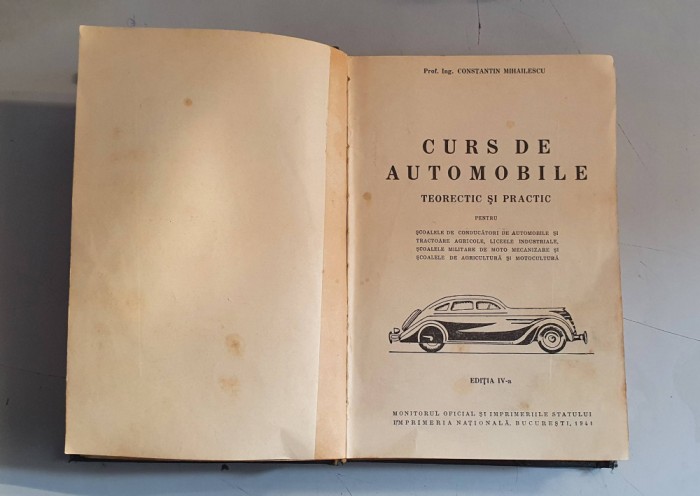 Prof. Ing. CONSTANTIN MIHAILESCU
CURS DE
AUTOMOBILE
TEORECTIC ȘI PRACTIC
PENTRU
ȘCOALELE DE CONDUCĂTORI DE AUTOMOBILE ȘI
TRACTOARE AGRICOLE, LICEELE INDUSTRIALE,
ȘCOALELE MILITARE DE MOTO MECANIZARE ȘI
ȘCOALELE DE AGRICULTURĂ ȘI MOTOCULTURĂ
EDIȚIA IV-a
MONITORUL OFICIAL ȘI IMPRIMERIILE STATULUI
IMPRIMERIA NAȚIONALĂ, BUCUREȘTI, 1941